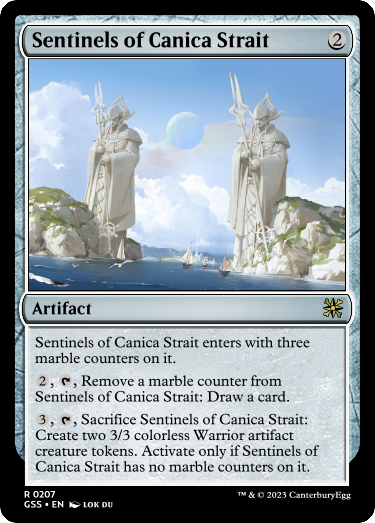 Sentinels of Canica Strait 2
Artifact
Sentinels of Canica Strait enters with three
marble counters on it.
2, , Remove a marble counter from
Sentinels of Canica Strait: Draw a card.
3, , Sacrifice Sentinels of Canica Strait:
Create two 3/3 colorless Warrior artifact
creature tokens. Activate only if Sentinels of
Canica Strait has no marble counters on it.
R 0207
GSS • EN LOK DU
™ & © 2023 CanterburyEgg